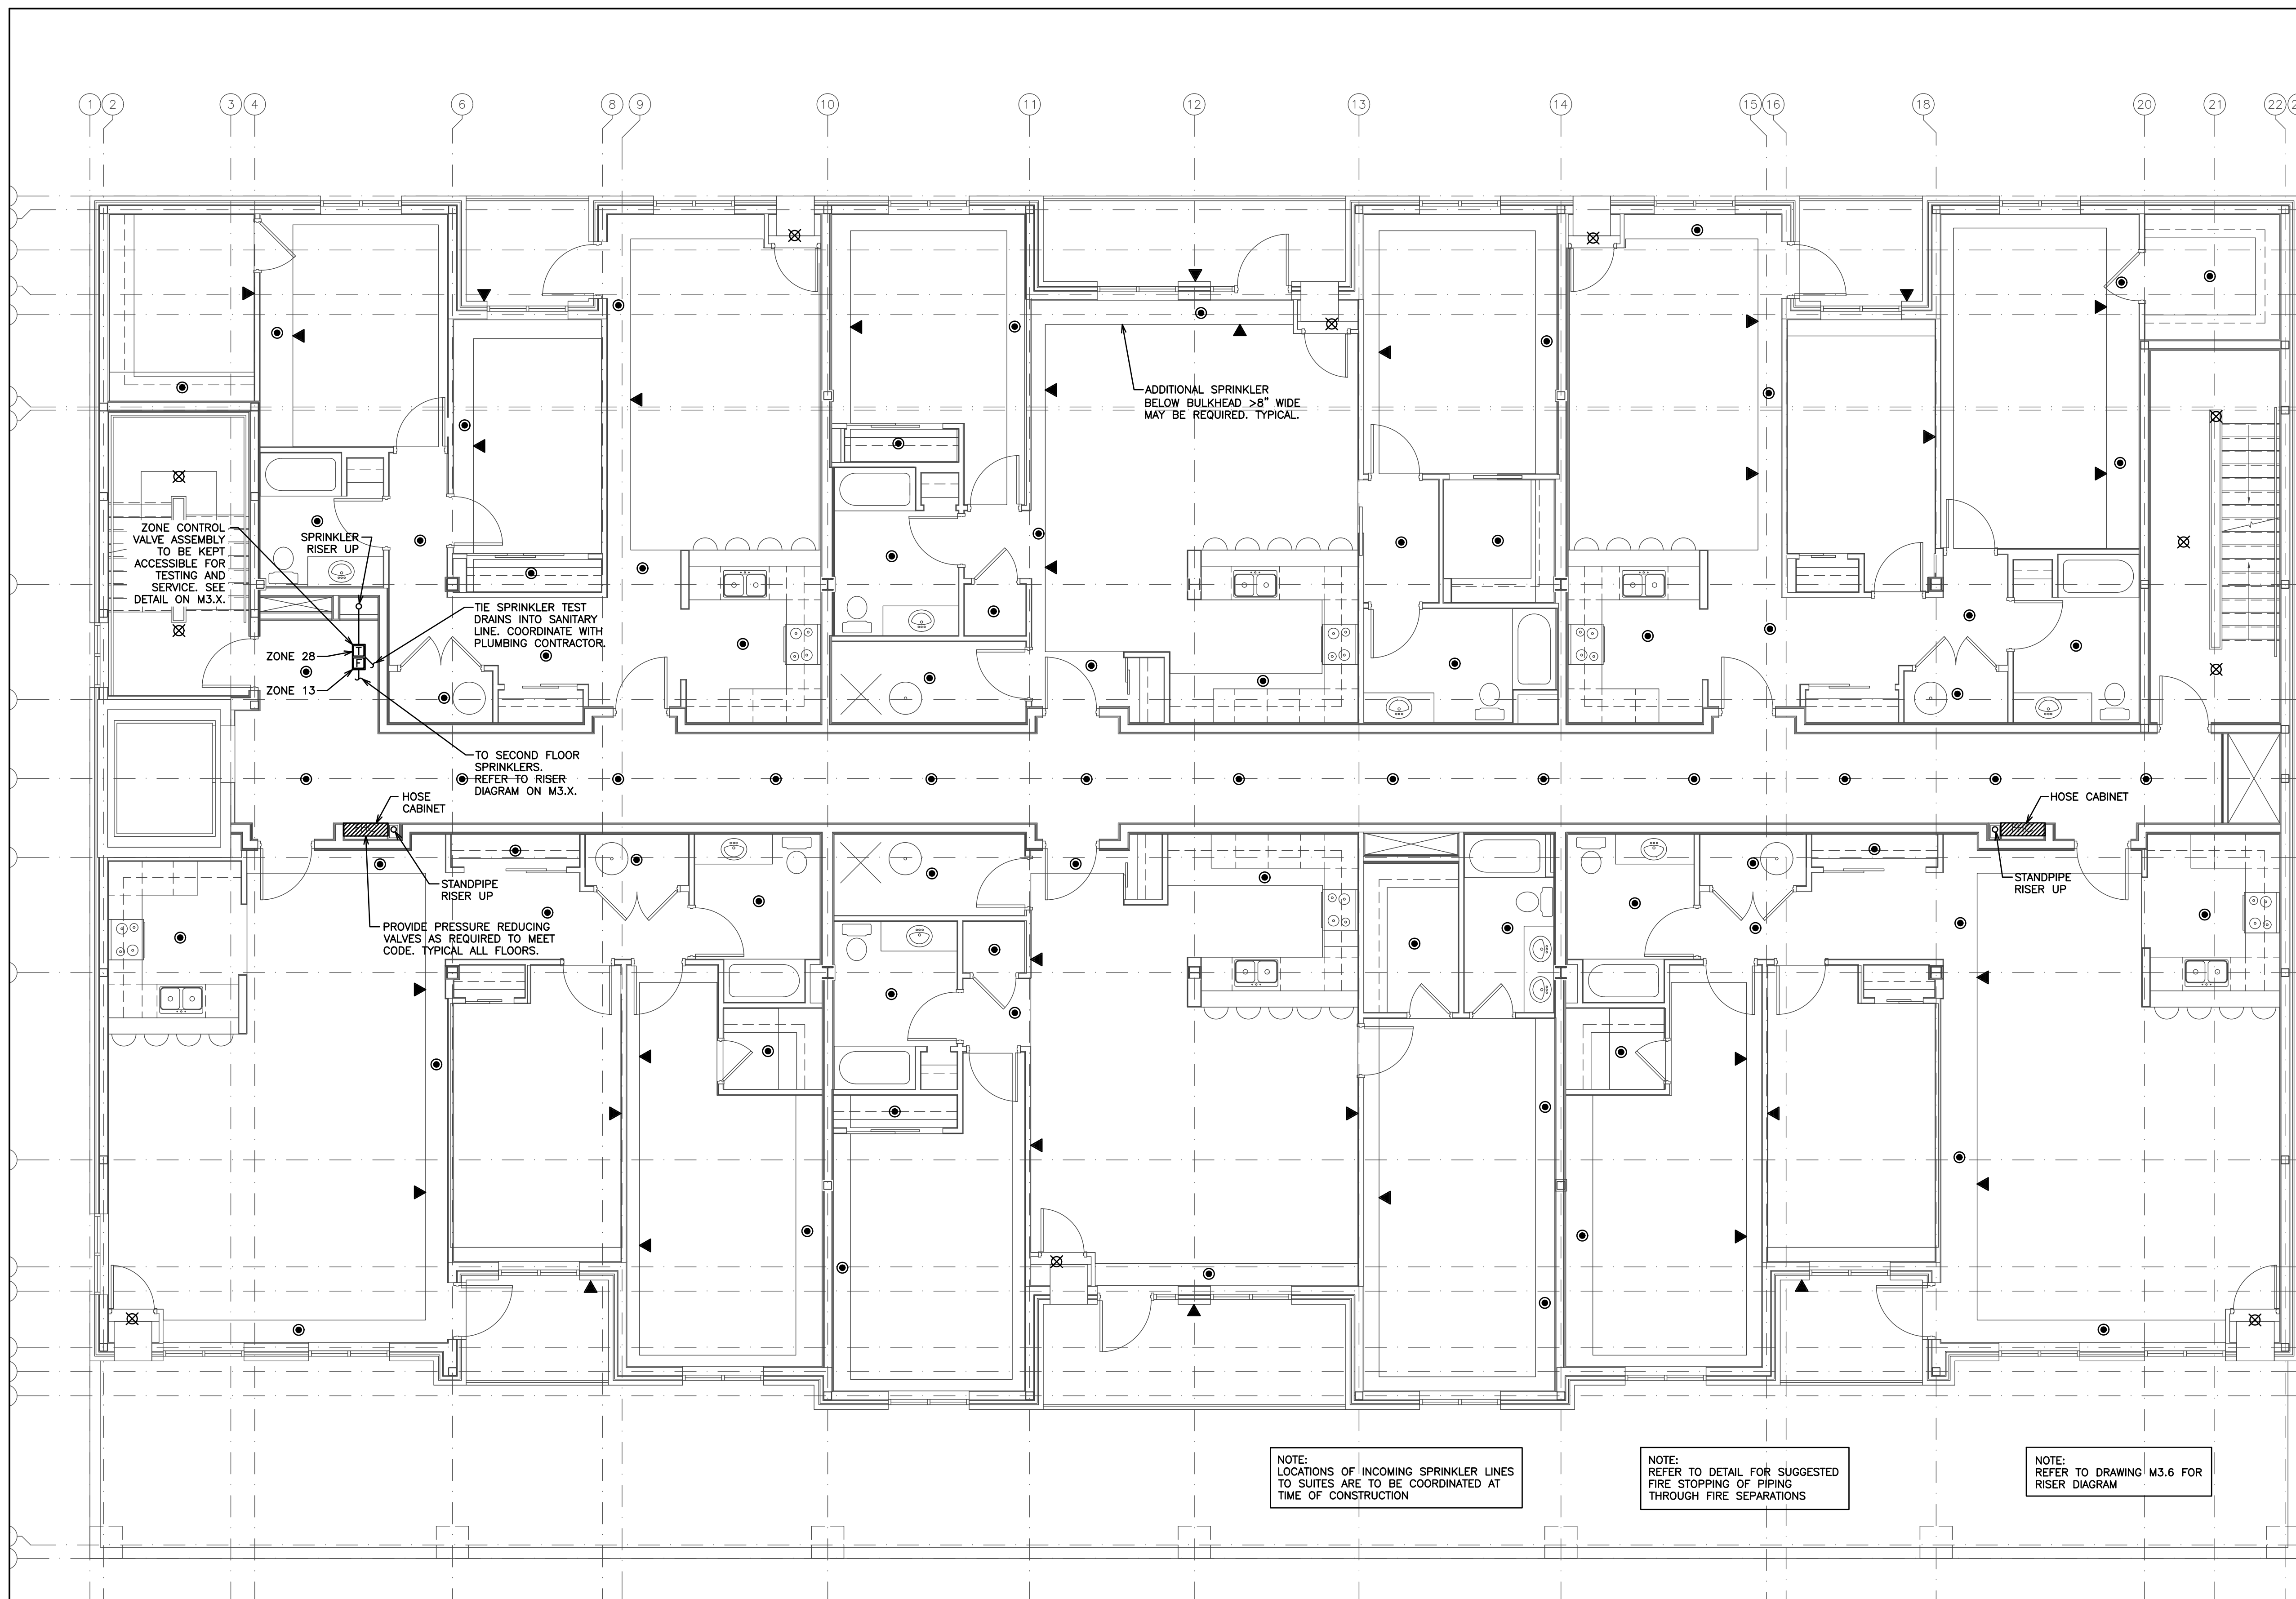 1 2 3 4 6 8 9 10 11 12 13 14 15 16 18 20 21 22
ADDITIONAL SPRINKLER
BELOW BULKHEAD >8" WIDE
MAY BE REQUIRED. TYPICAL.
ZONE CONTROL
VALVE ASSEMBLY
TO BE KEPT
ACCESSIBLE FOR
TESTING AND
SERVICE. SEE
DETAIL ON M3.X.
SPRINKLER
RISER UP
TIE SPRINKLER TEST
DRAINS INTO SANITARY
LINE. COORDINATE WITH
PLUMBING CONTRACTOR.
ZONE 28
T
F
ZONE 13
TO SECOND FLOOR
SPRINKLERS.
REFER TO RISER
DIAGRAM ON M3.X.
HOSE
CABINET
HOSE CABINET
STANDPIPE
RISER UP
STANDPIPE
RISER UP
PROVIDE PRESSURE REDUCING
VALVES AS REQUIRED TO MEET
CODE. TYPICAL ALL FLOORS.
NOTE:
LOCATIONS OF INCOMING SPRINKLER LINES
TO SUITES ARE TO BE COORDINATED AT
TIME OF CONSTRUCTION
NOTE:
REFER TO DETAIL FOR SUGGESTED
FIRE STOPPING OF PIPING
THROUGH FIRE SEPARATIONS
NOTE:
REFER TO DRAWING M3.6 FOR
RISER DIAGRAM